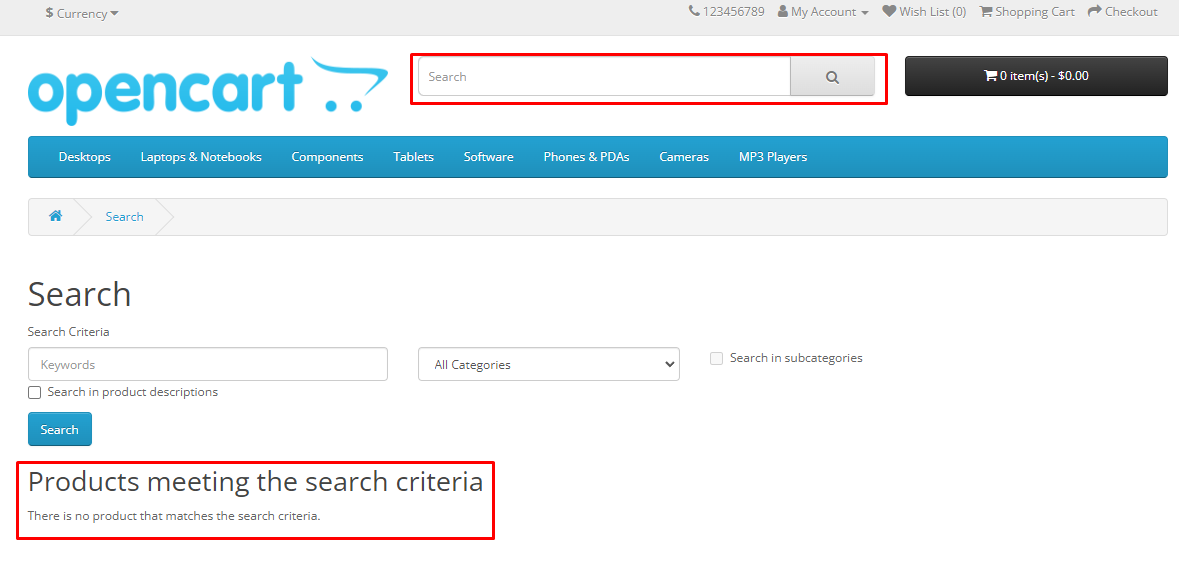 $ Currency
123456789 My Account Wish List (0) Shopping Cart Checkout
opencart
Search
0 item(s) - $0.00
Desktops Laptops & Notebooks Components Tablets Software Phones & PDAs Cameras MP3 Players
Search
Search
Search Criteria
Keywords
All Categories
Search in subcategories
Search in product descriptions
Search
Products meeting the search criteria
There is no product that matches the search criteria.